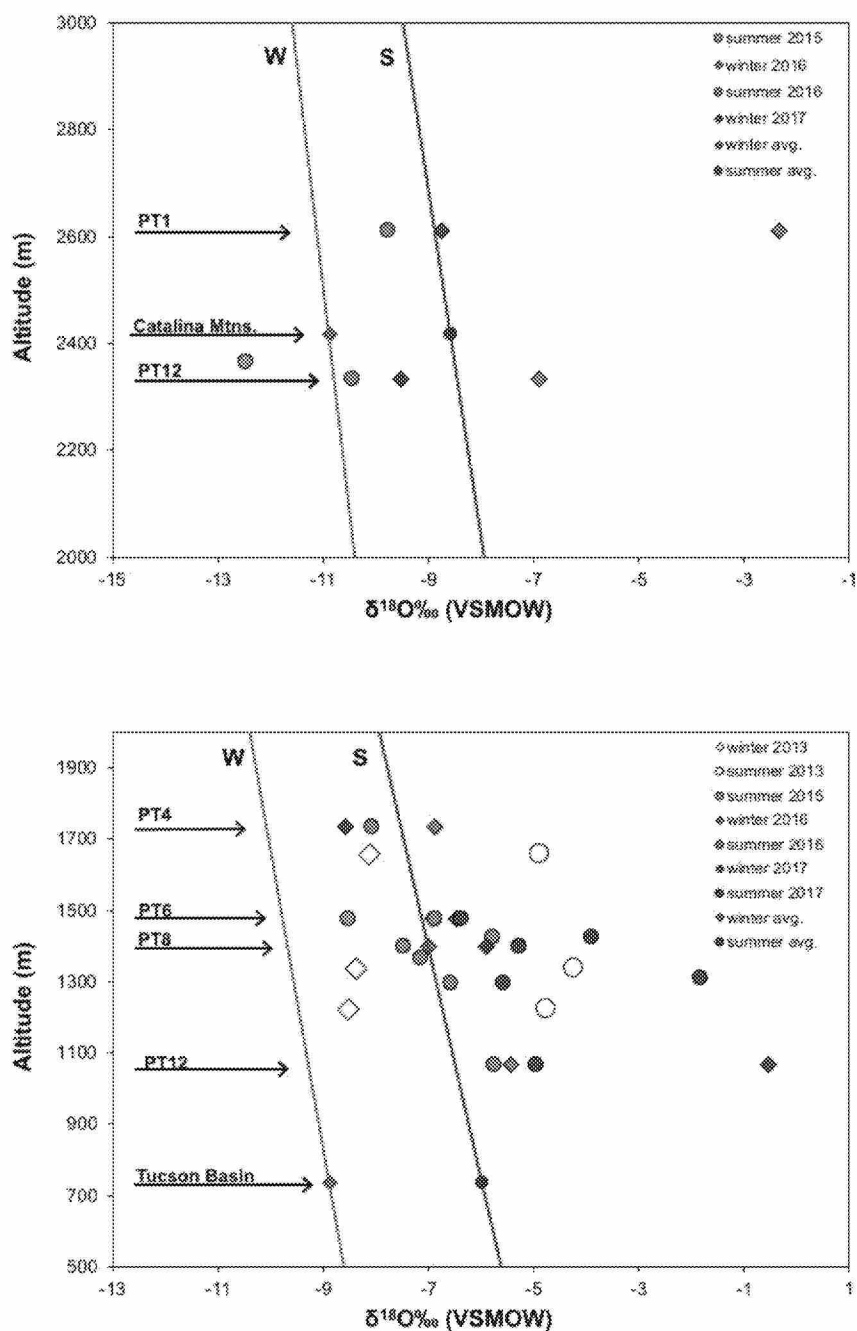 3000
W
S
summer 2015
winter 2016
summer 2016
winter 2017
winter avg.
summer avg.
2800
PT1
2600
Altitude (m)
Catalina Mtns.
2400
PT12
2200
2000
-15 -13 -11 -9 -7 -5 -3 -1
δ¹⁸O‰ (VSMOW)
W
S
winter 2013
summer 2013
summer 2015
winter 2016
summer 2016
winter 2017
summer 2017
winter avg.
summer avg.
1900
PT4
1700
PT6
1500
PT8
1300
Altitude (m)
1100
PT12
900
Tucson Basin
700
500
-13 -11 -9 -7 -5 -3 -1 1
δ¹⁸O‰ (VSMOW)